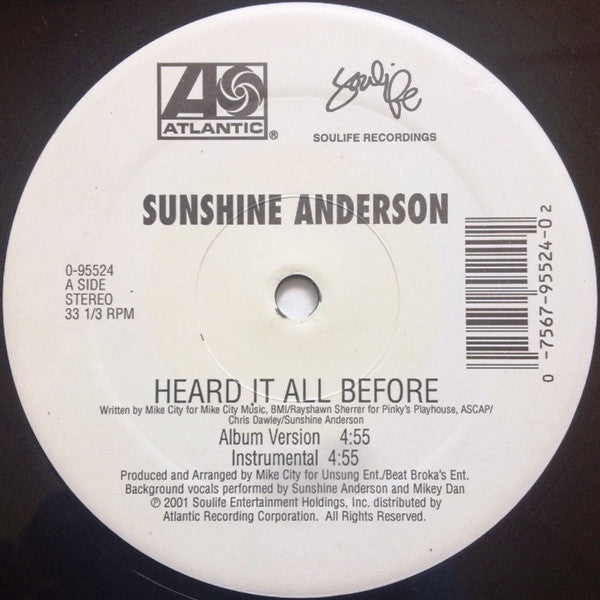 ATLANTIC®
Soulife
SOULIFE RECORDINGS
SUNSHINE ANDERSON
0-95524
A SIDE
STEREO
33 1/3 RPM
0 -7567-95524-0 2
HEARD IT ALL BEFORE
Written by Mike City for Mike City Music, BMI/Rayshawn Sherrer for Pinky's Playhouse, ASCAP/
Chris Dawley/Sunshine Anderson
Album Version 4:55
Instrumental 4:55
Produced and Arranged by Mike City for Unsung Ent./Beat Broka's Ent.
Background vocals performed by Sunshine Anderson and Mikey Dan
℗ 2001 Soulife Entertainment Holdings, Inc. distributed by
Atlantic Recording Corporation. All Rights Reserved.